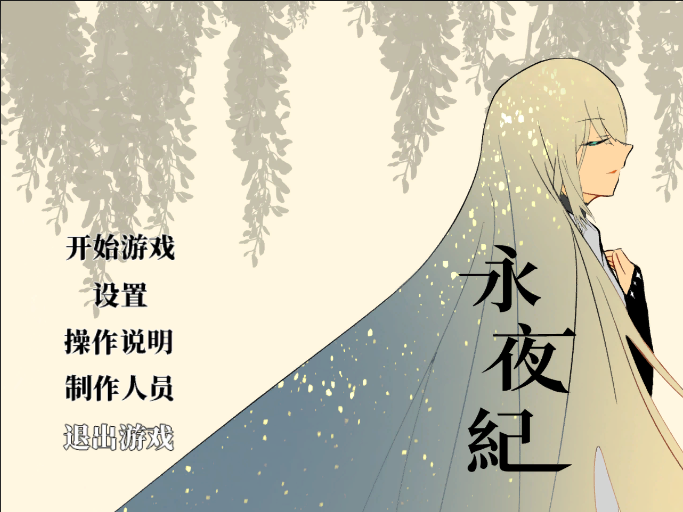 开始游戏
设置
操作说明
制作人员
退出游戏
永夜紀